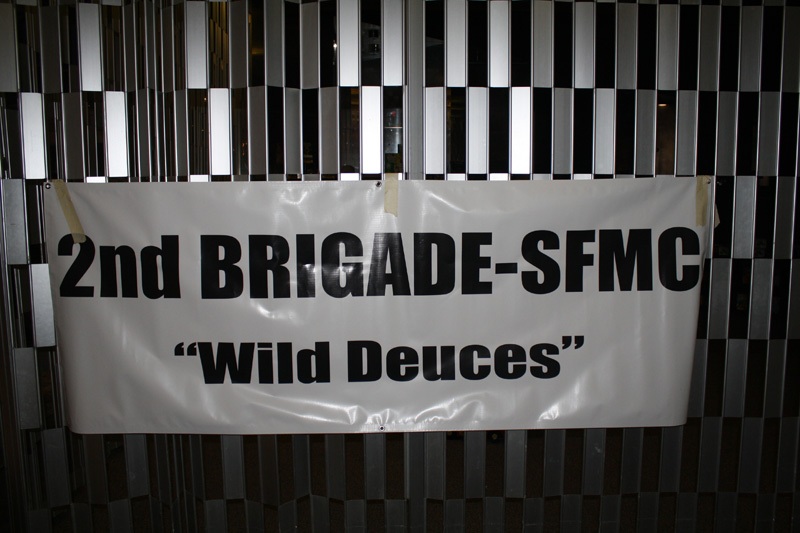 2nd BRIGADE-SFMC
“Wild Deuces”